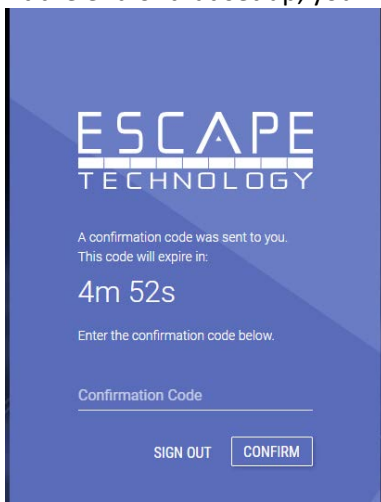 ESCAPE
TECHNOLOGY
A confirmation code was sent to you.
This code will expire in:
4m 52s
Enter the confirmation code below.
Confirmation Code
SIGN OUT CONFIRM